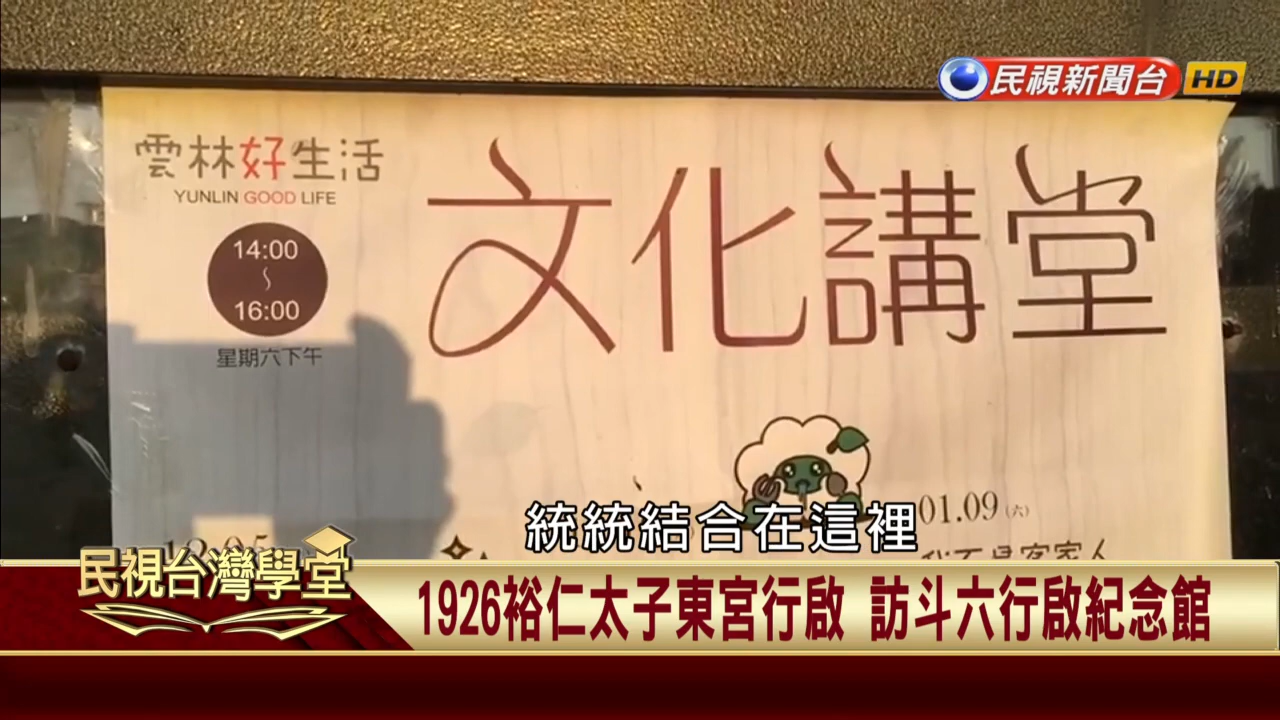 民視新聞台 HD
雲林好生活
YUNLIN GOOD LIFE
文化講堂
14:00
～
16:00
星期六下午
01.09 (六)
統統結合在這裡
民視台灣學堂
1926裕仁太子東宮行啟 訪斗六行啟紀念館